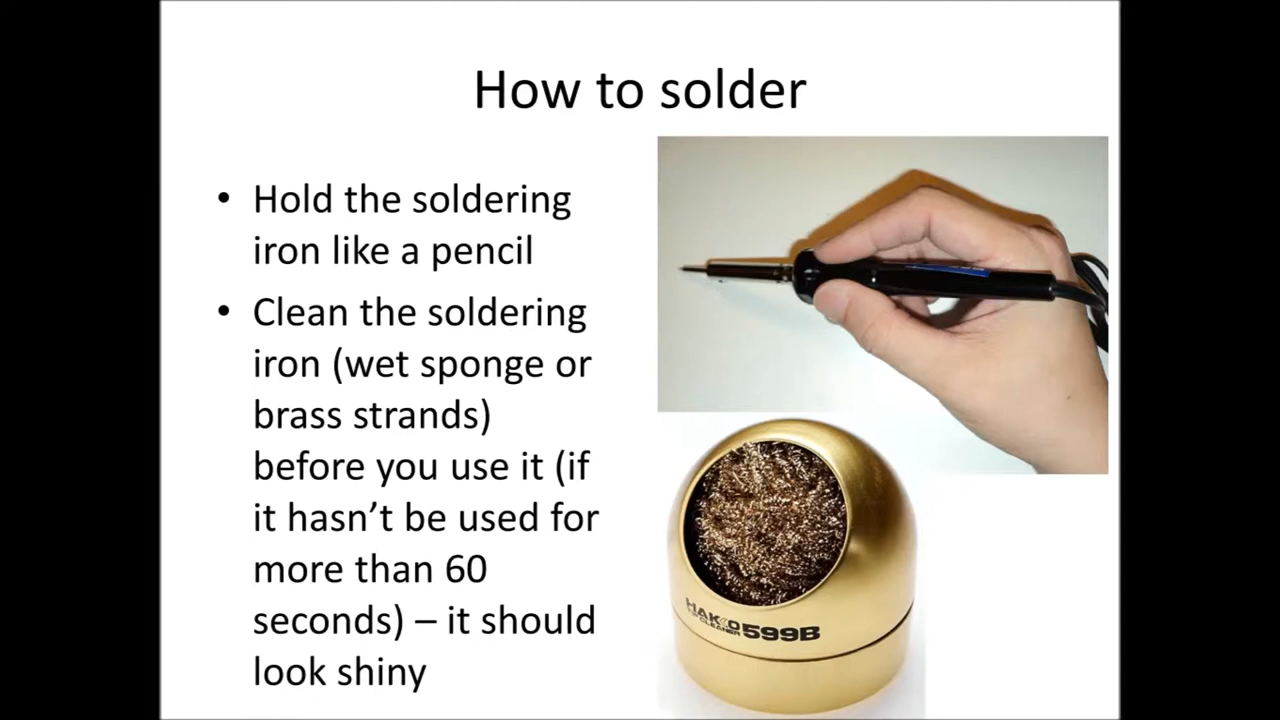 How to solder
• Hold the soldering
iron like a pencil
• Clean the soldering
iron (wet sponge or
brass strands)
before you use it (if
it hasn’t be used for
more than 60
seconds) – it should
look shiny
HAKKO
TIP CLEANER 599B